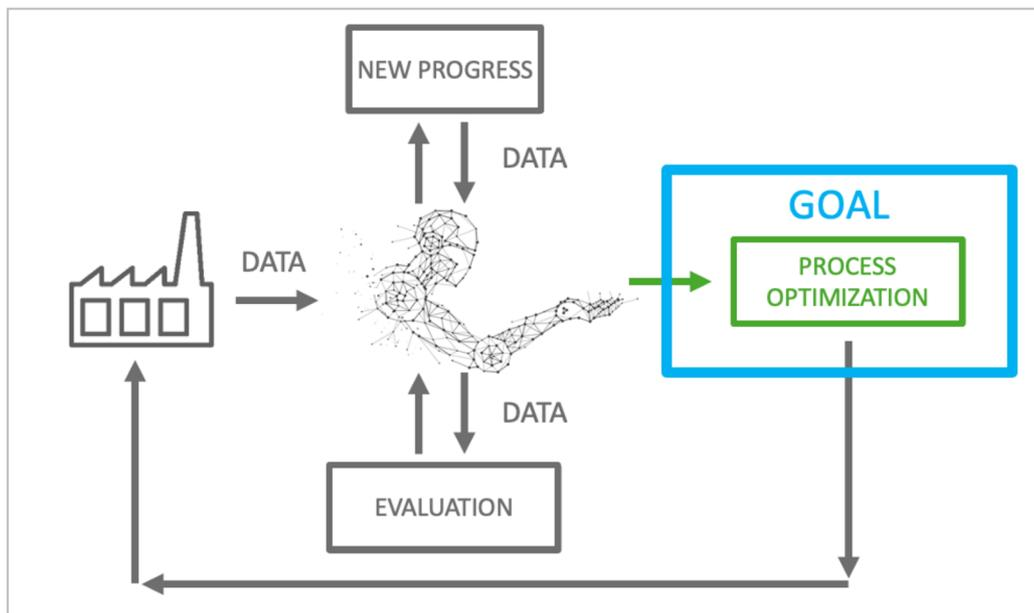 NEW PROGRESS
DATA
GOAL
DATA
PROCESS
OPTIMIZATION
DATA
EVALUATION